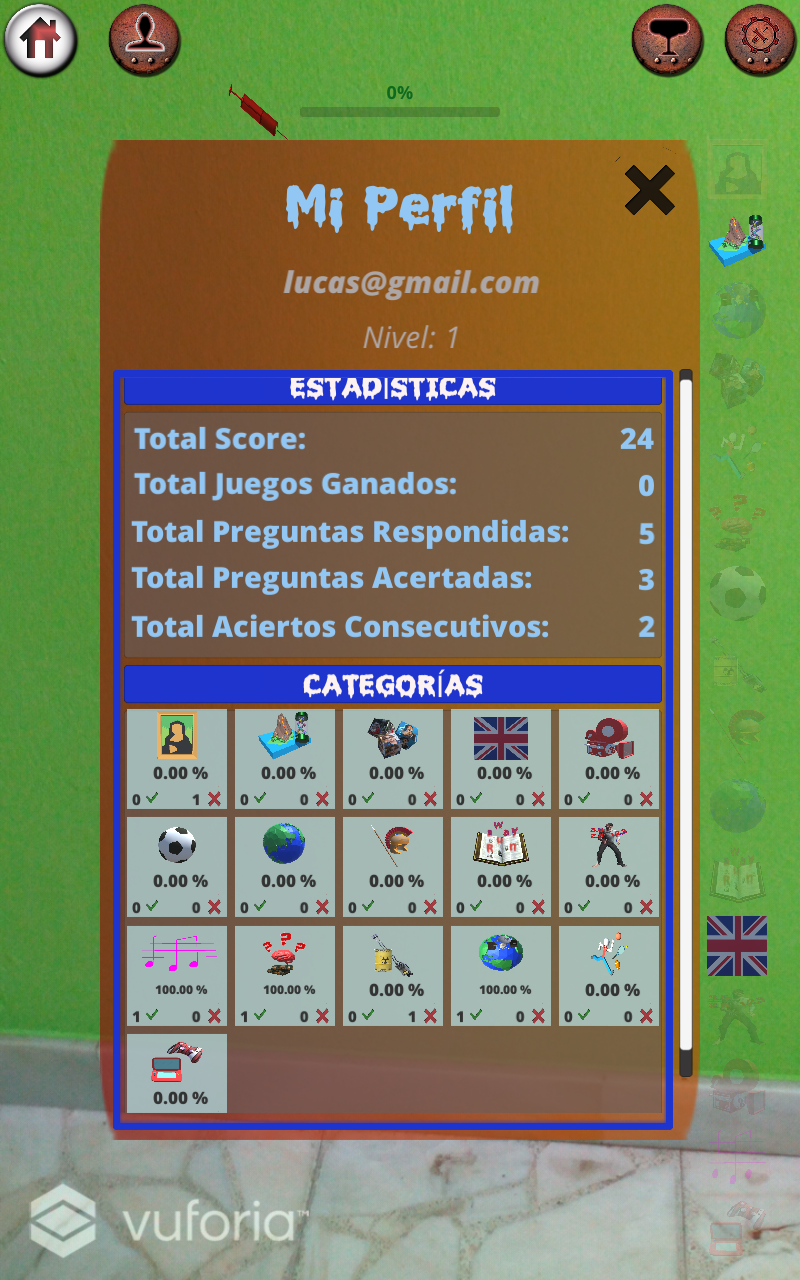 0%
Mi Perfil
lucas@gmail.com
Nivel: 1
ESTADÍSTICAS
Total Score: 24
Total Juegos Ganados: 0
Total Preguntas Respondidas: 5
Total Preguntas Acertadas: 3
Total Aciertos Consecutivos: 2
CATEGORÍAS
0.00 % 0.00 % 0.00 % 0.00 % 0.00 %
0 1 0 0 0 0 0 0 0 0
0.00 % 0.00 % 0.00 % 0.00 % 0.00 %
0 0 0 0 0 0 0 0 0 0
100.00 % 100.00 % 0.00 % 100.00 % 0.00 %
1 0 1 0 0 1 1 0 0 0
0.00 %
vuforia™